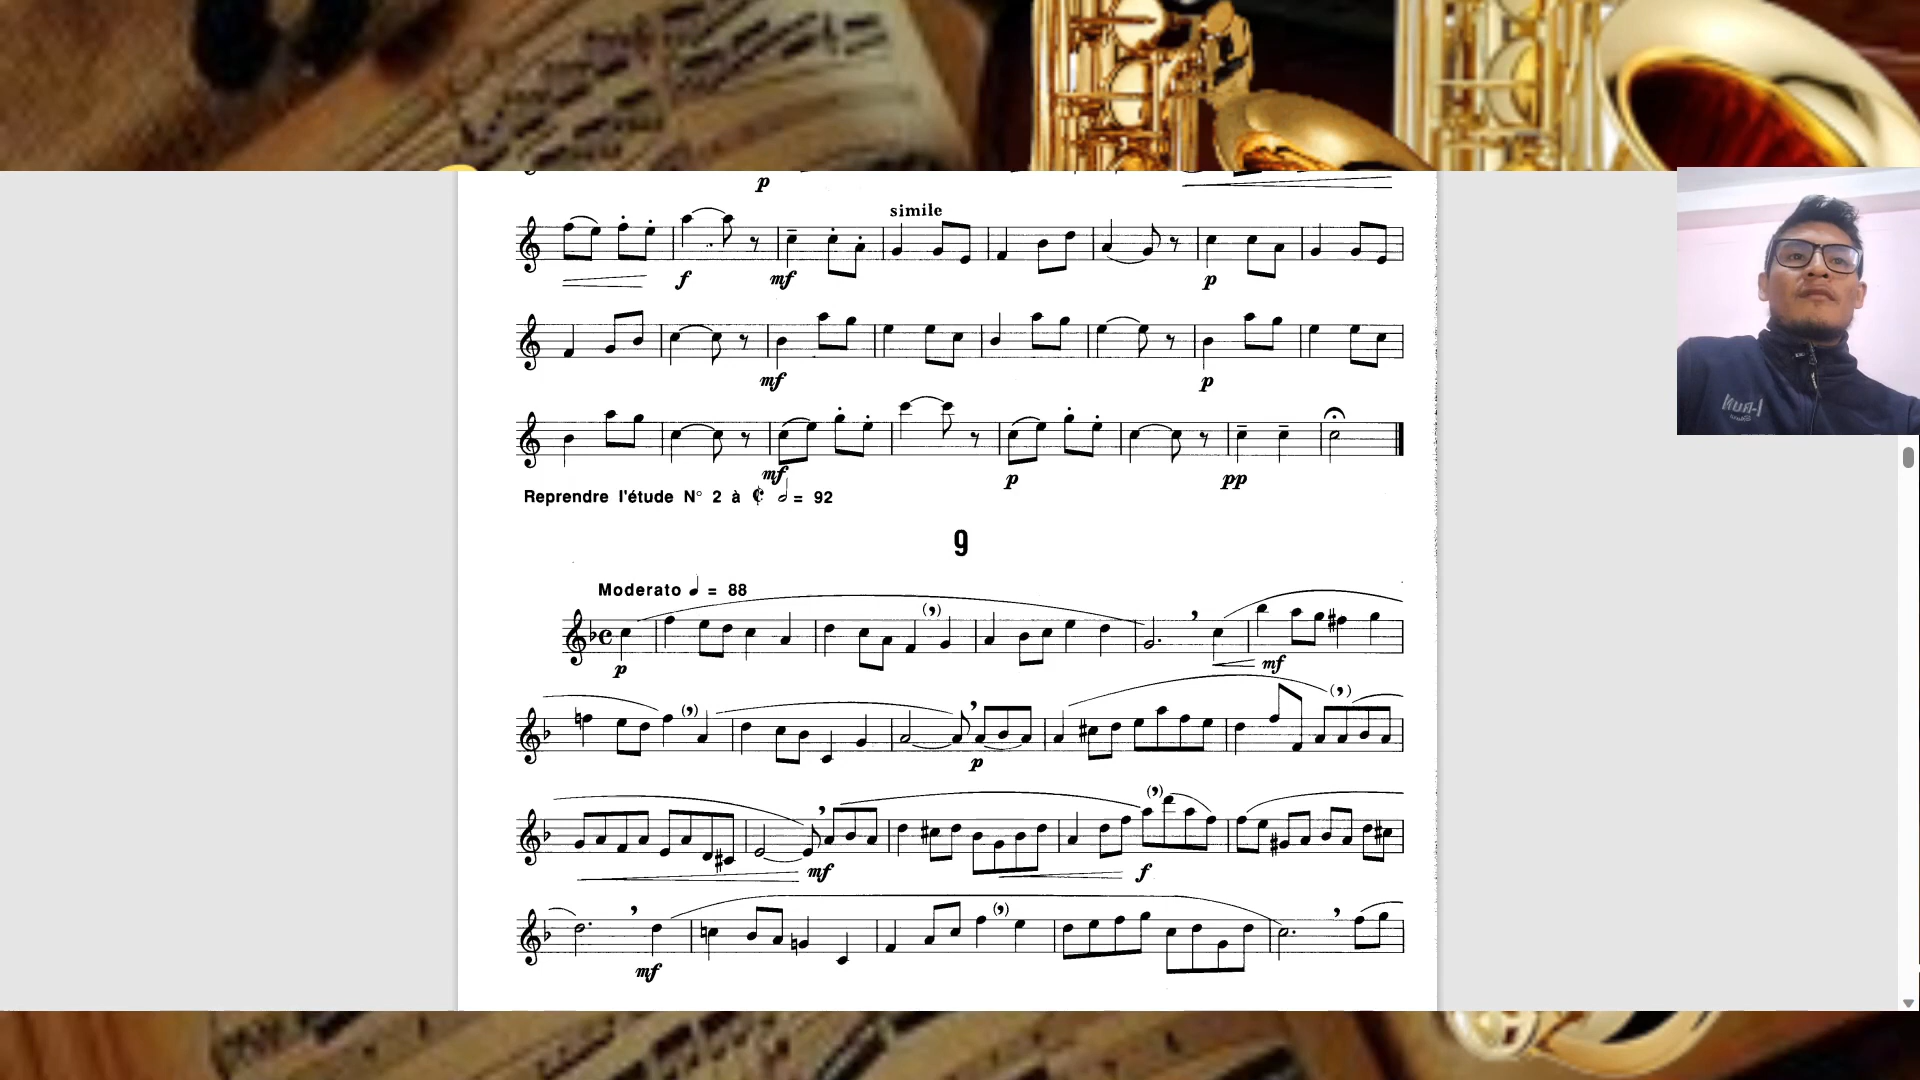 p
simile
f mf p
mf p
mf p pp
Reprendre l'étude N° 2 à 𝄵 𝅗𝅥 = 92
9
Moderato ♩ = 88
p mf
p
mf f
mf